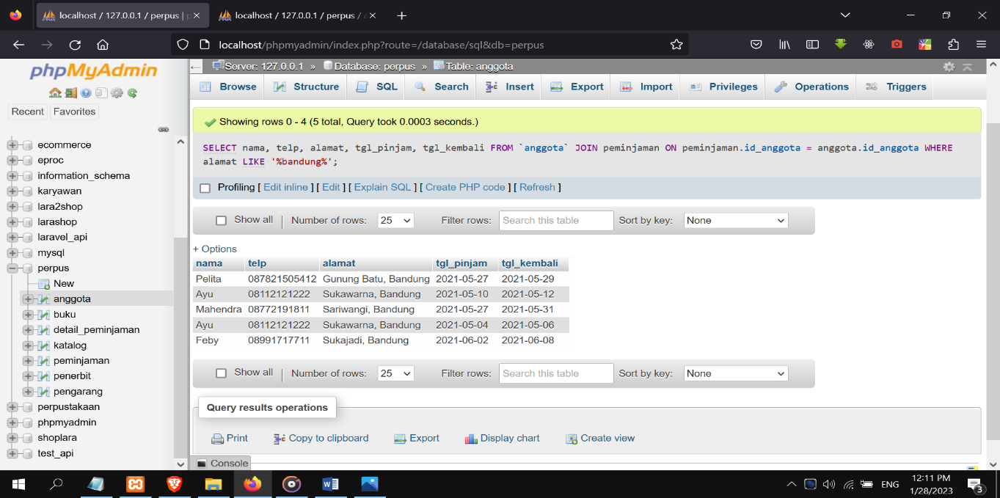 localhost / 127.0.0.1 / perpus | p
localhost / 127.0.0.1 / perpus /
localhost/phpmyadmin/index.php?route=/database/sql&db=perpus
phpMyAdmin
Recent Favorites
ecommerce
eproc
information_schema
karyawan
lara2shop
larashop
laravel_api
mysql
perpus
New
anggota
buku
detail_peminjaman
katalog
peminjaman
penerbit
pengarang
perpustakaan
phpmyadmin
shoplara
test_api
Server: 127.0.0.1 » Database: perpus » Table: anggota
Browse Structure SQL Search Insert Export Import Privileges Operations Triggers
Showing rows 0 - 4 (5 total, Query took 0.0003 seconds.)
SELECT nama, telp, alamat, tgl_pinjam, tgl_kembali FROM `anggota` JOIN peminjaman ON peminjaman.id_anggota = anggota.id_anggota WHERE
alamat LIKE '%bandung%';
Profiling [ Edit inline ] [ Edit ] [ Explain SQL ] [ Create PHP code ] [ Refresh ]
Show all | Number of rows: 25 Filter rows: Search this table Sort by key: None
+ Options
nama telp alamat tgl_pinjam tgl_kembali
Pelita 087821505412 Gunung Batu, Bandung 2021-05-27 2021-05-29
Ayu 08112121222 Sukawarna, Bandung 2021-05-10 2021-05-12
Mahendra 08772191811 Sariwangi, Bandung 2021-05-27 2021-05-31
Ayu 08112121222 Sukawarna, Bandung 2021-05-04 2021-05-06
Feby 08991717711 Sukajadi, Bandung 2021-06-02 2021-06-08
Show all | Number of rows: 25 Filter rows: Search this table Sort by key: None
Query results operations
Print Copy to clipboard Export Display chart Create view
Console
ENG
12:11 PM
1/28/2023
3